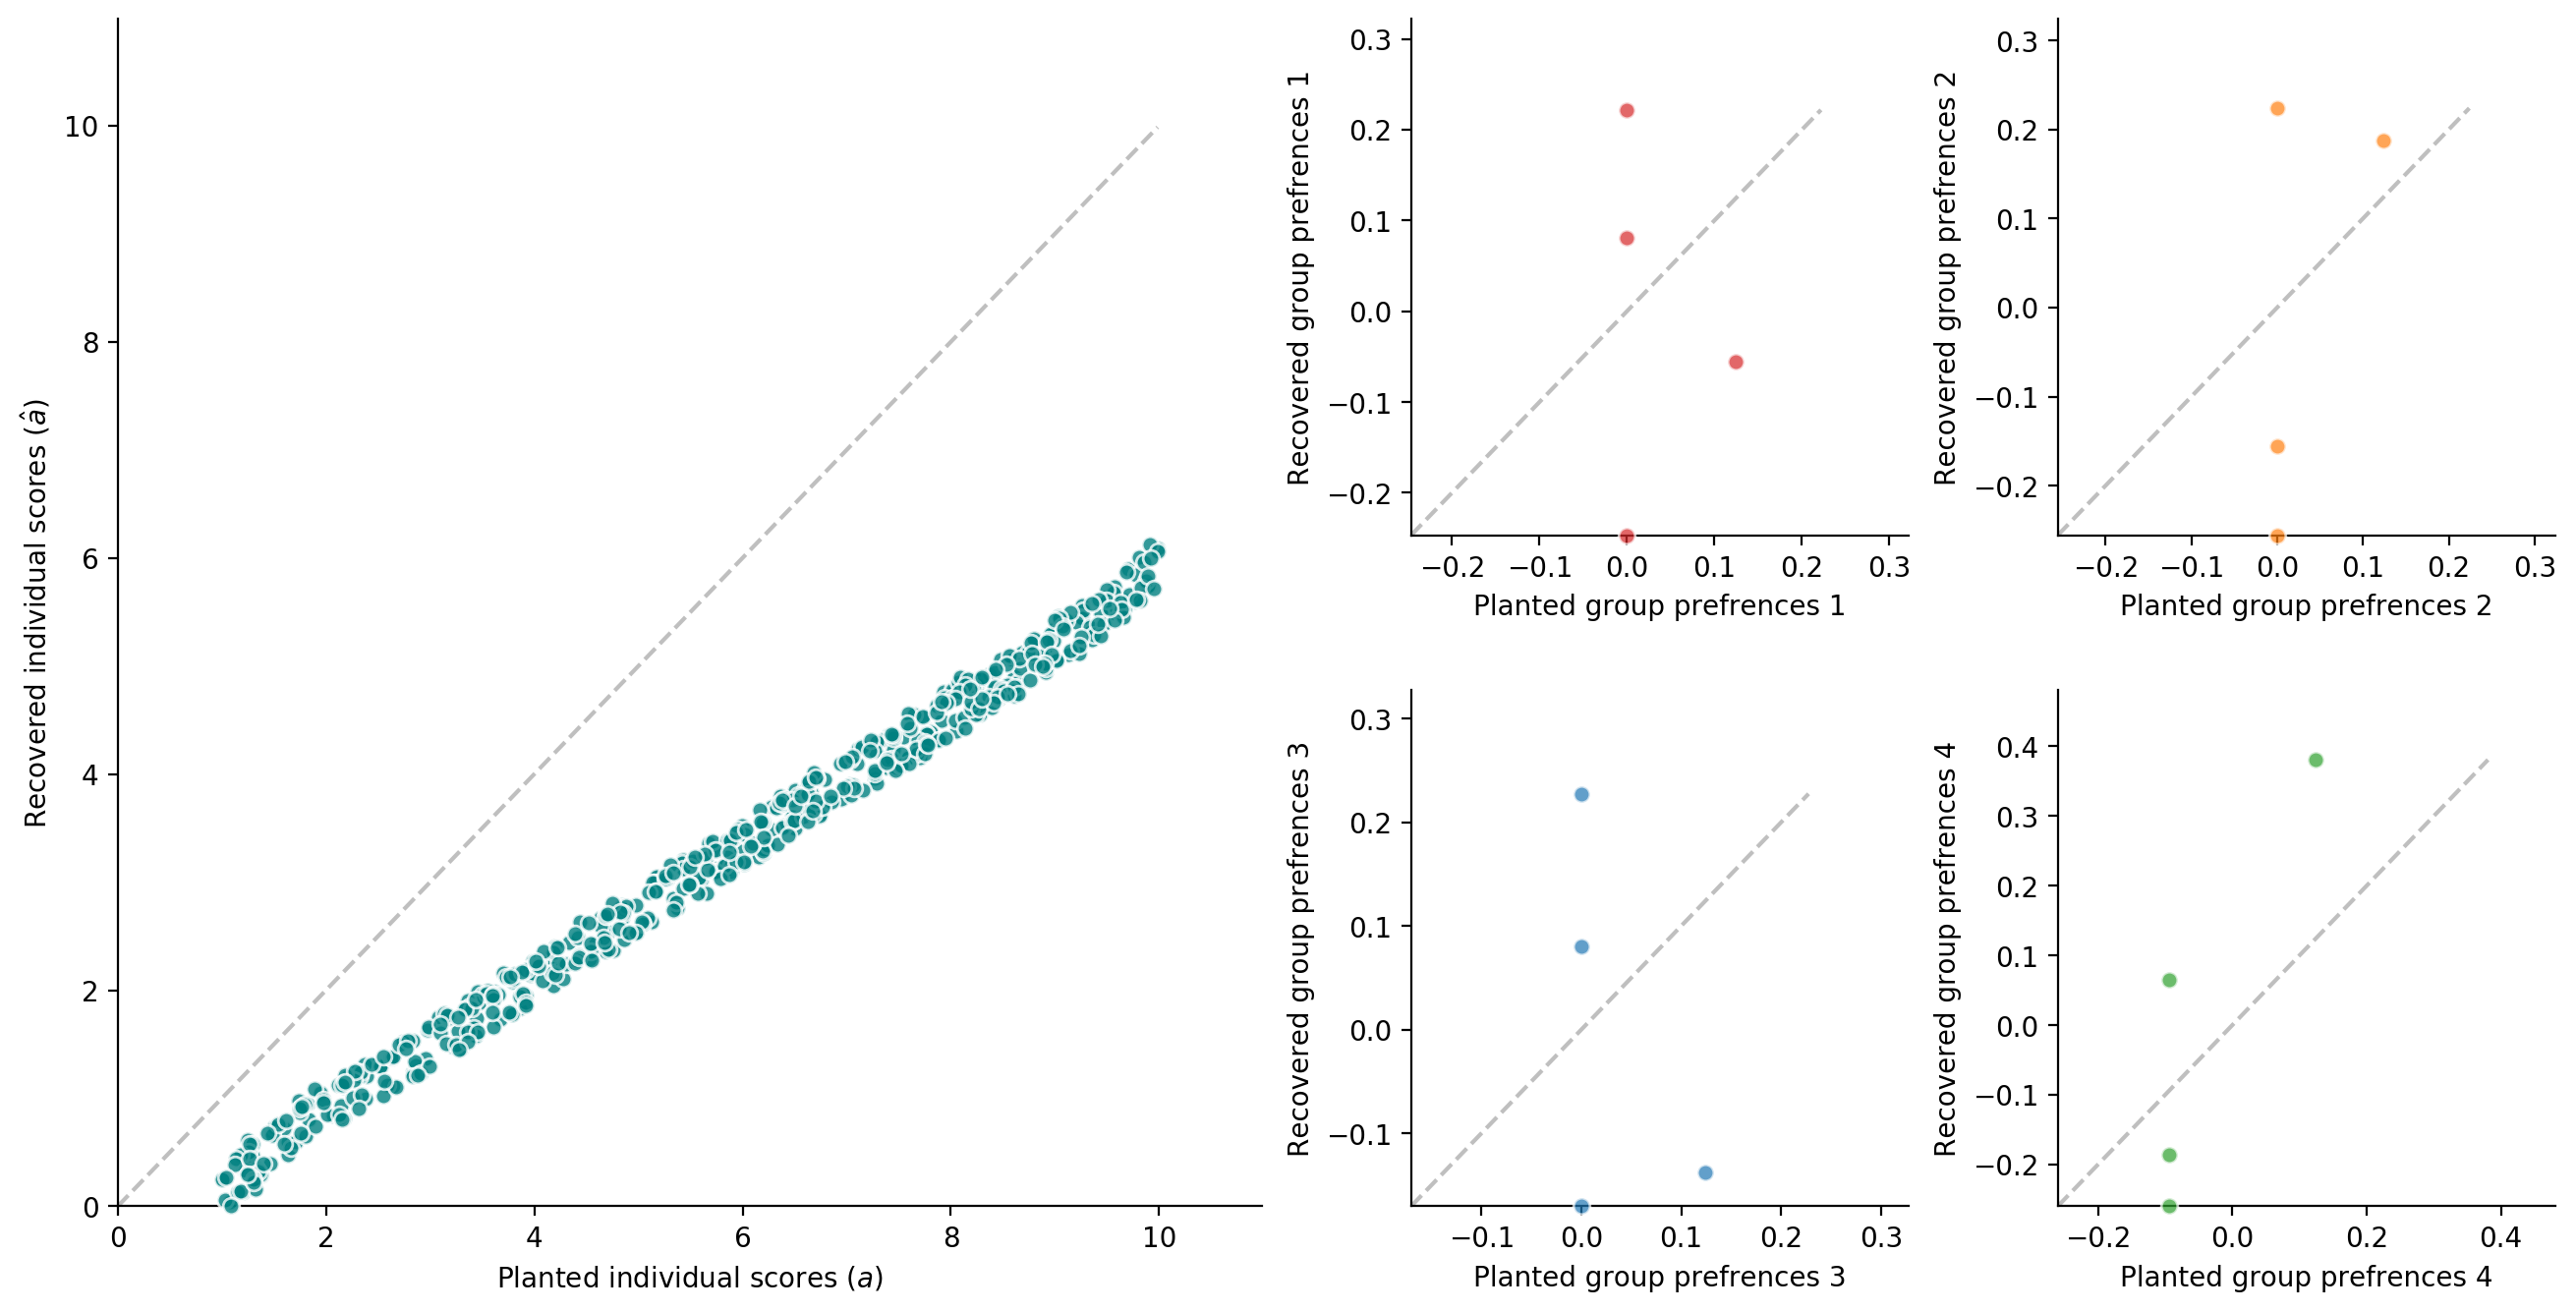 Recovered individual scores (â)
10
8
6
4
2
0
0 2 4 6 8 10
Planted individual scores (a)
Recovered group prefrences 1
0.3
0.2
0.1
0.0
−0.1
−0.2
−0.2 −0.1 0.0 0.1 0.2 0.3
Planted group prefrences 1
Recovered group prefrences 2
0.3
0.2
0.1
0.0
−0.1
−0.2
−0.2 −0.1 0.0 0.1 0.2 0.3
Planted group prefrences 2
Recovered group prefrences 3
0.3
0.2
0.1
0.0
−0.1
−0.1 0.0 0.1 0.2 0.3
Planted group prefrences 3
Recovered group prefrences 4
0.4
0.3
0.2
0.1
0.0
−0.1
−0.2
−0.2 0.0 0.2 0.4
Planted group prefrences 4